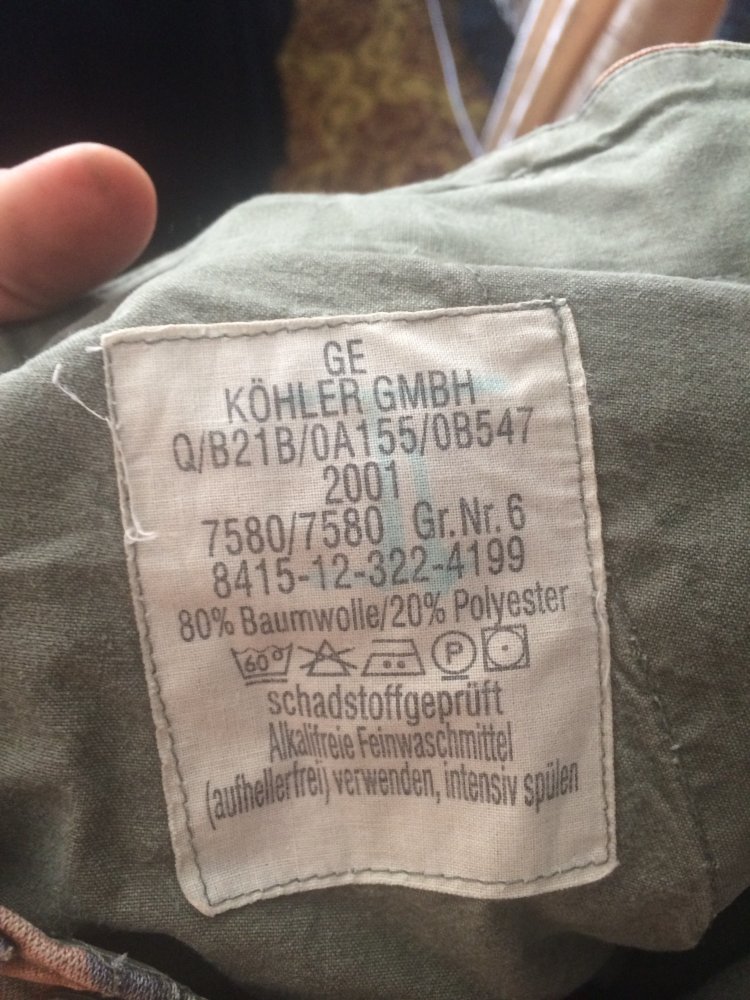 GE
KÖHLER GMBH
Q/B21B/0A155/0B547
2001
7580/7580 Gr.Nr. 6
8415-12-322-4199
80% Baumwolle/20% Polyester
60° P
schadstoffgeprüft
Alkalifreie Feinwaschmittel
(aufhellerfrei) verwenden, intensiv spülen